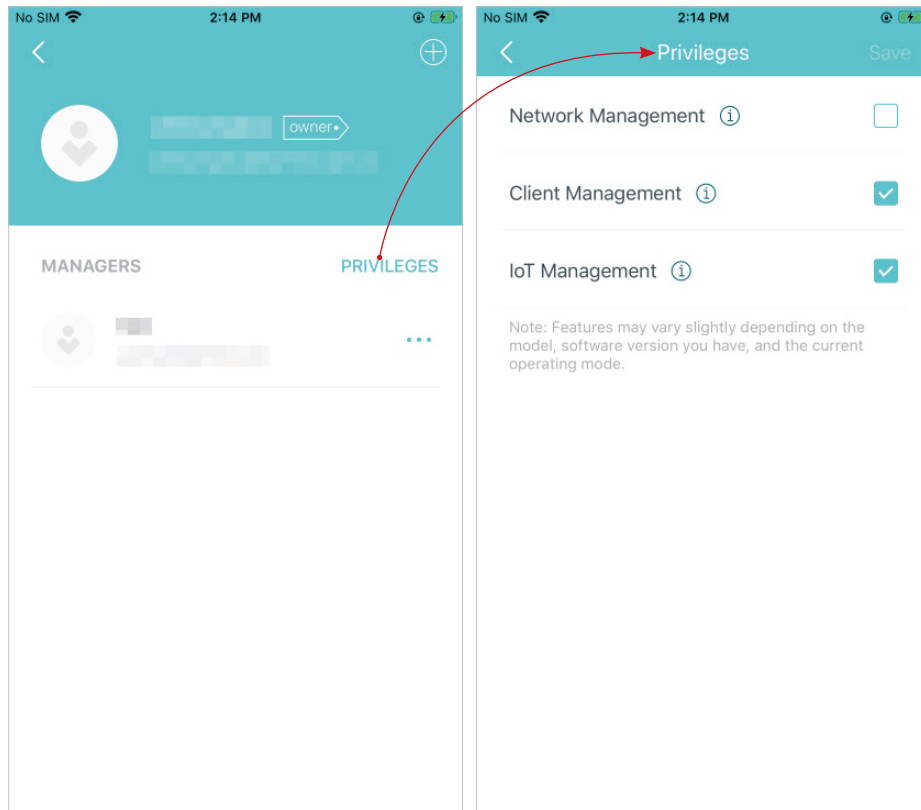 No SIM 2:14 PM
owner
MANAGERS PRIVILEGES
No SIM 2:14 PM
Privileges Save
Network Management
Client Management
IoT Management
Note: Features may vary slightly depending on the
model, software version you have, and the current
operating mode.